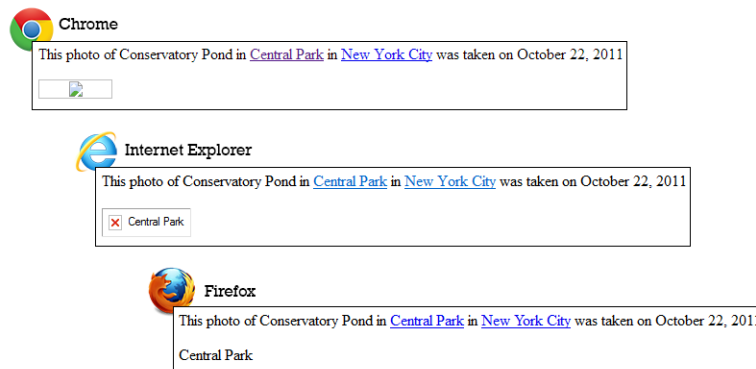 Chrome
This photo of Conservatory Pond in Central Park in New York City was taken on October 22, 2011
Internet Explorer
This photo of Conservatory Pond in Central Park in New York City was taken on October 22, 2011
Central Park
Firefox
This photo of Conservatory Pond in Central Park in New York City was taken on October 22, 2011
Central Park